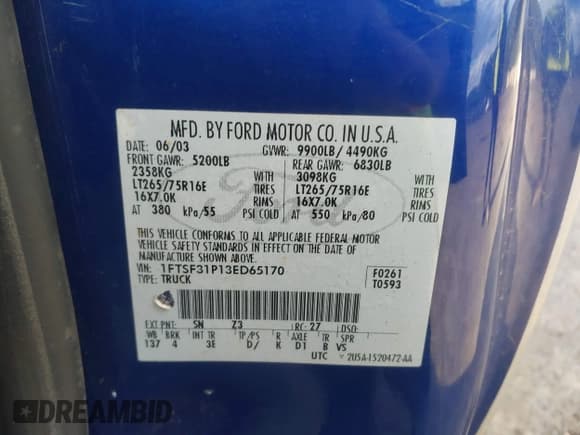 MFD. BY FORD MOTOR CO. IN U.S.A.
DATE: 06/03 GVWR: 9900LB/ 4490KG
FRONT GAWR: 5200LB REAR GAWR: 6830LB
2358KG WITH 3098KG WITH
LT265/75R16E TIRES LT265/75R16E TIRES
16X7.0K RIMS 16X7.0K RIMS
AT 380 kPa/55 PSI COLD AT 550 kPa/80 PSI COLD
Ford
THIS VEHICLE CONFORMS TO ALL APPLICABLE FEDERAL MOTOR
VEHICLE SAFETY STANDARDS IN EFFECT ON THE DATE OF
MANUFACTURE SHOWN ABOVE.
VIN: 1FTSF31P13ED65170 F0261
TYPE: TRUCK T0593
EXT PNT: SN Z3 RC: 27 DSO:
WB BRK INT TR TP/PS R AXLE TR SPR
137 4 3E D/ K D1 B VS
UTC 2U5A-1520472-AA
DREAMBID